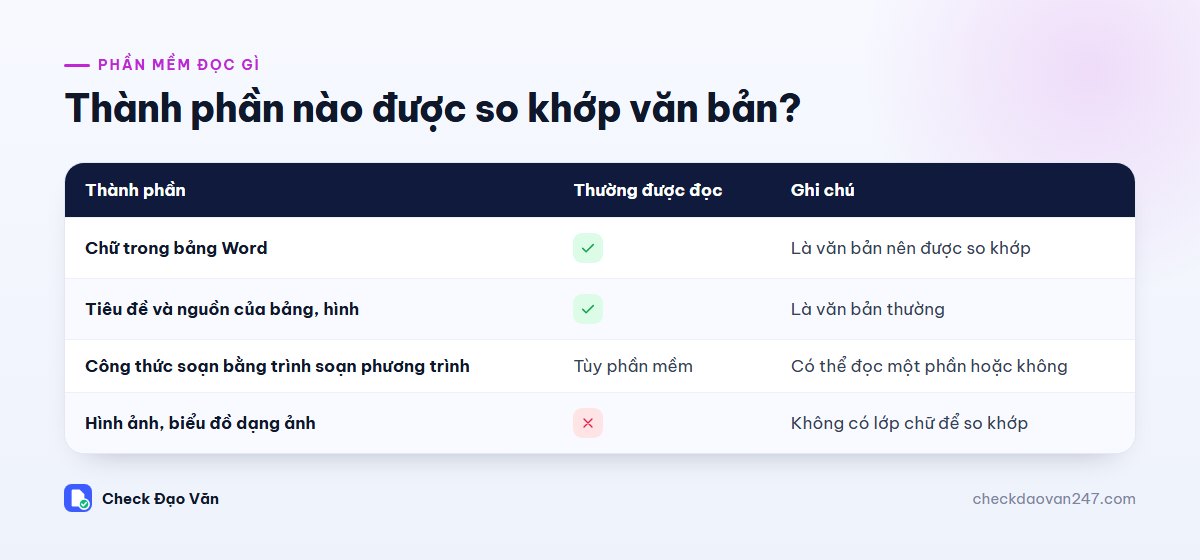 PHẦN MỀM ĐỌC GÌ
Thành phần nào được so khớp văn bản?
Thành phần Thường được đọc Ghi chú
Chữ trong bảng Word Là văn bản nên được so khớp
Tiêu đề và nguồn của bảng, hình Là văn bản thường
Công thức soạn bằng trình soạn phương trình Tùy phần mềm Có thể đọc một phần hoặc không
Hình ảnh, biểu đồ dạng ảnh Không có lớp chữ để so khớp
Check Đạo Văn checkdaovan247.com